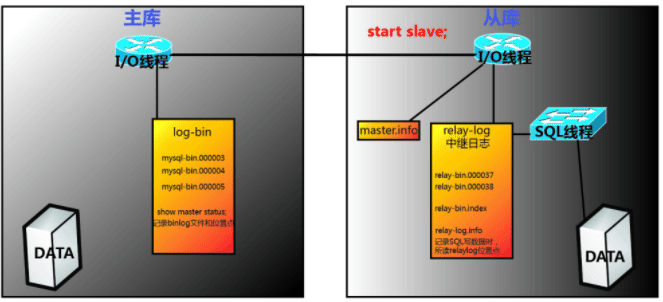 主库
I/O线程
log-bin
mysql-bin.000003
mysql-bin.000004
mysql-bin.000005
show master status;
记录binlog文件和位置点
DATA
start slave;
从库
I/O线程
master.info
relay-log
中继日志
relay-bin.000037
relay-bin.000038
relay-bin.index
relay-log.info
记录SQL写数据时，
所读relaylog位置点
SQL线程
DATA